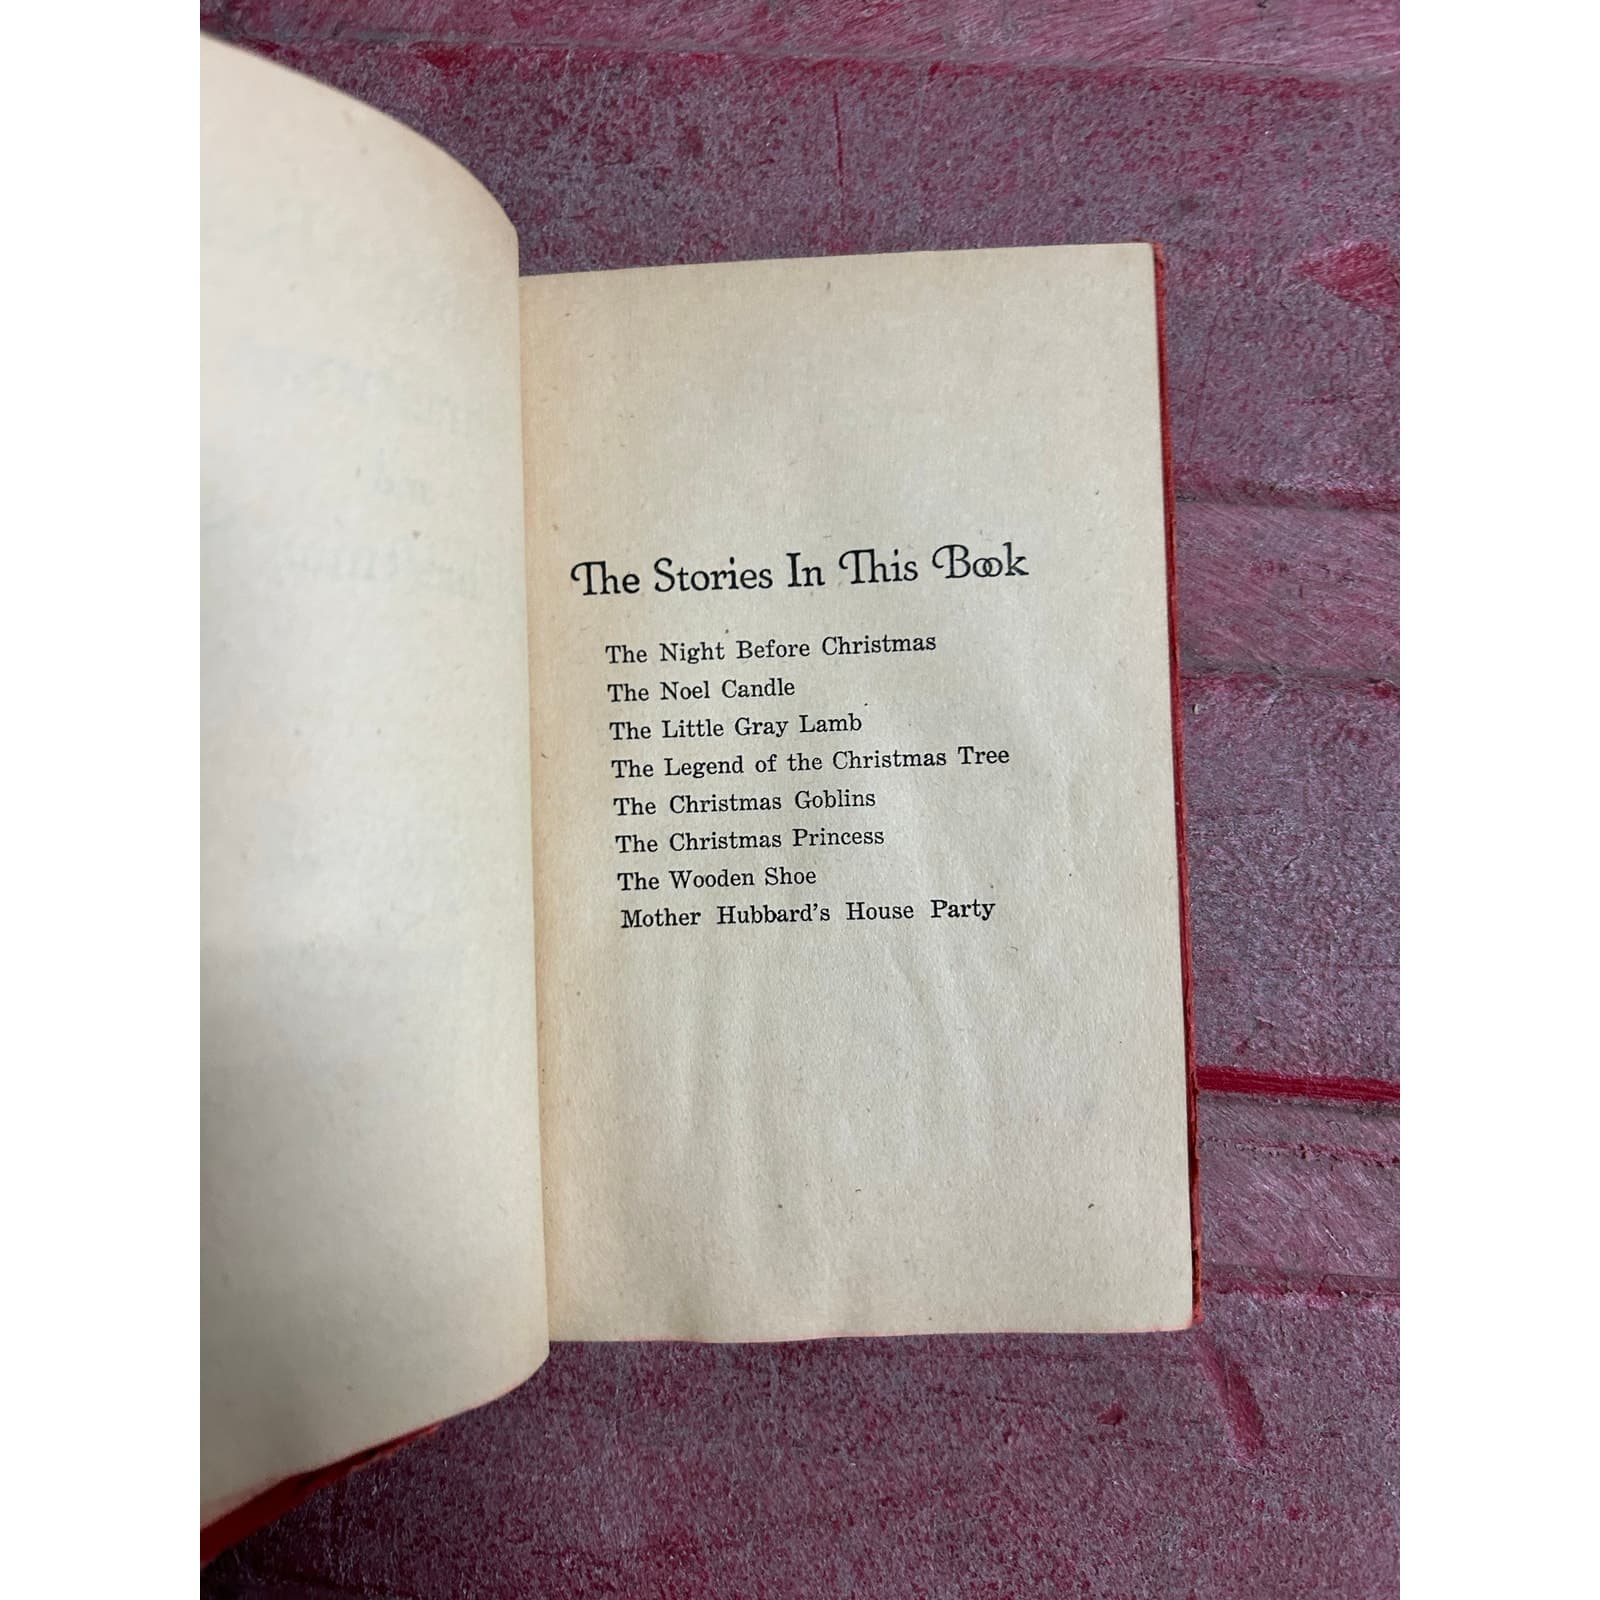 The Stories In This Book
The Night Before Christmas
The Noel Candle
The Little Gray Lamb
The Legend of the Christmas Tree
The Christmas Goblins
The Christmas Princess
The Wooden Shoe
Mother Hubbard's House Party